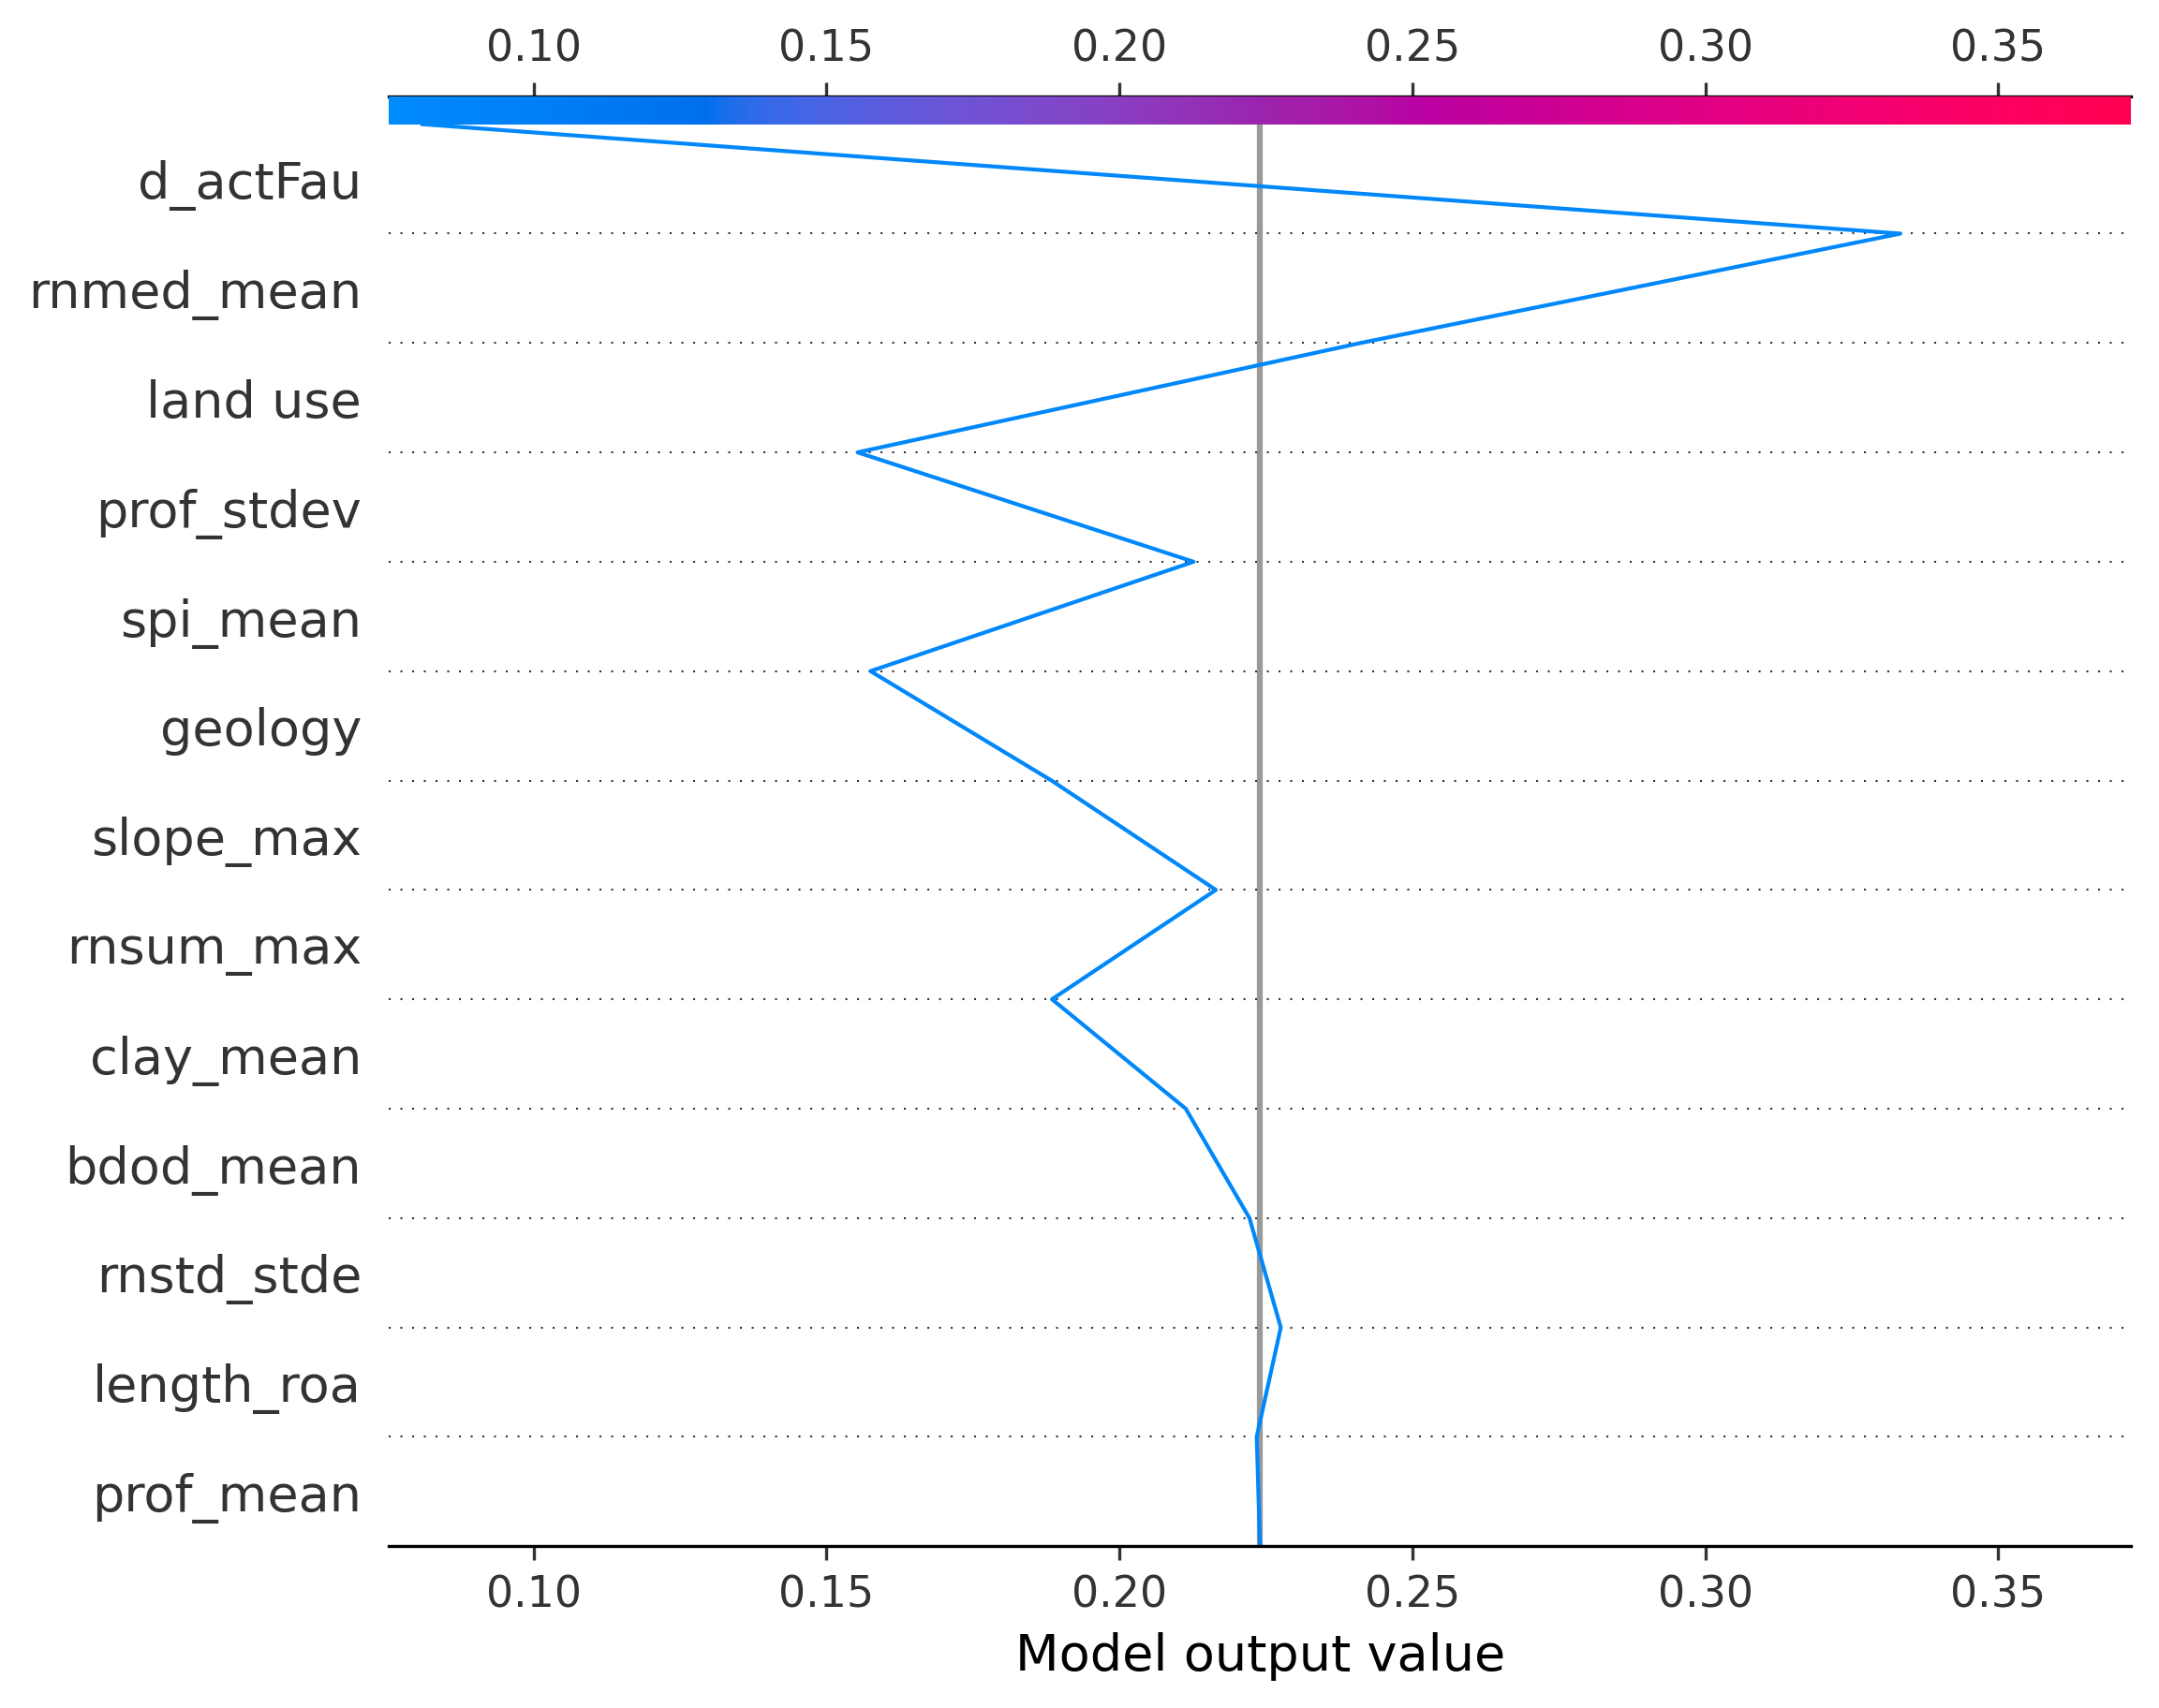 0.10 0.15 0.20 0.25 0.30 0.35
d_actFau
rnmed_mean
land use
prof_stdev
spi_mean
geology
slope_max
rnsum_max
clay_mean
bdod_mean
rnstd_stde
length_roa
prof_mean
0.10 0.15 0.20 0.25 0.30 0.35
Model output value